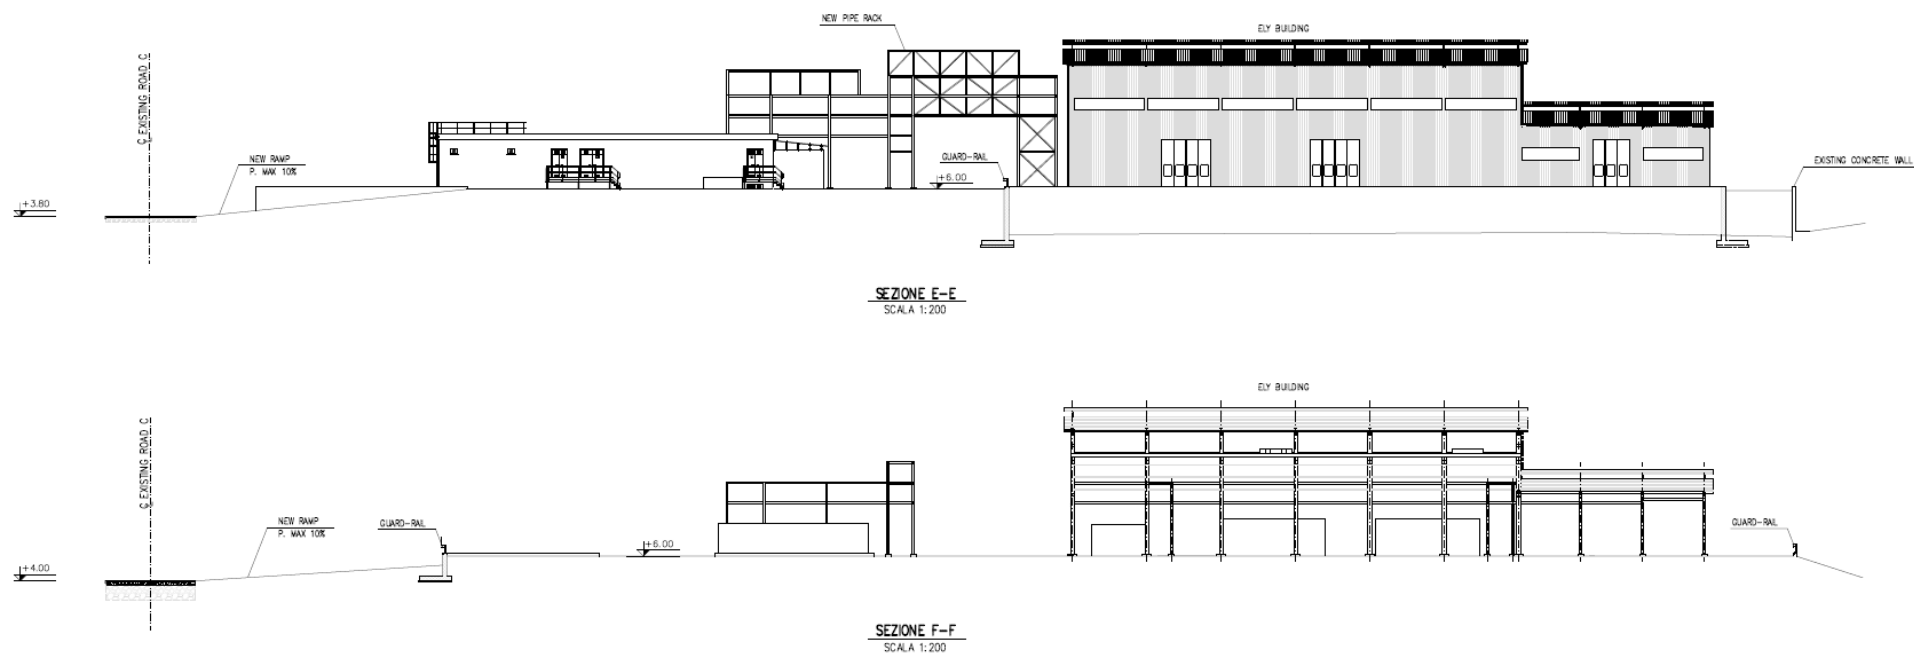 NEW PIPE RACK
ELY BUILDING
C EXISTING ROAD C
NEW RAMP
P. MAX 10%
GUARD-RAIL
EXISTING CONCRETE WALL
+6.00
+3.80
SEZIONE E-E
SCALA 1:200
ELY BUILDING
C EXISTING ROAD C
NEW RAMP
P. MAX 10%
GUARD-RAIL
GUARD-RAIL
+6.00
+4.00
SEZIONE F-F
SCALA 1:200